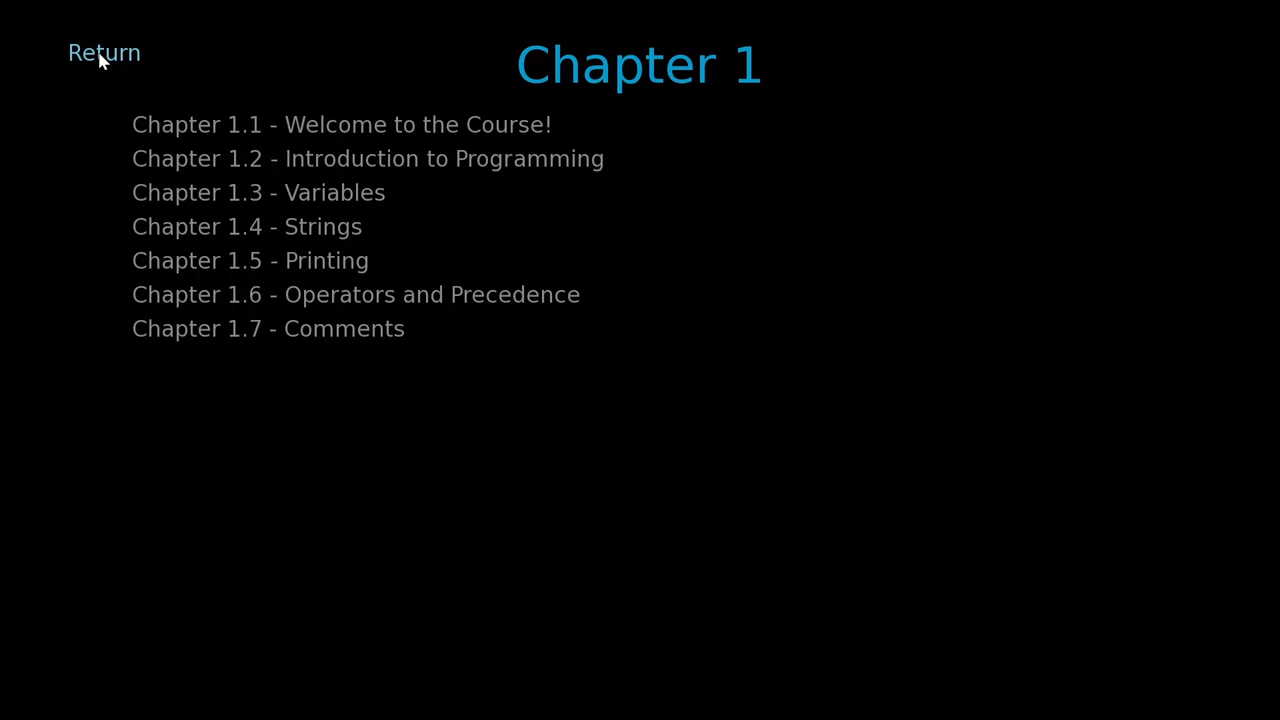 Return
Chapter 1
Chapter 1.1 - Welcome to the Course!
Chapter 1.2 - Introduction to Programming
Chapter 1.3 - Variables
Chapter 1.4 - Strings
Chapter 1.5 - Printing
Chapter 1.6 - Operators and Precedence
Chapter 1.7 - Comments